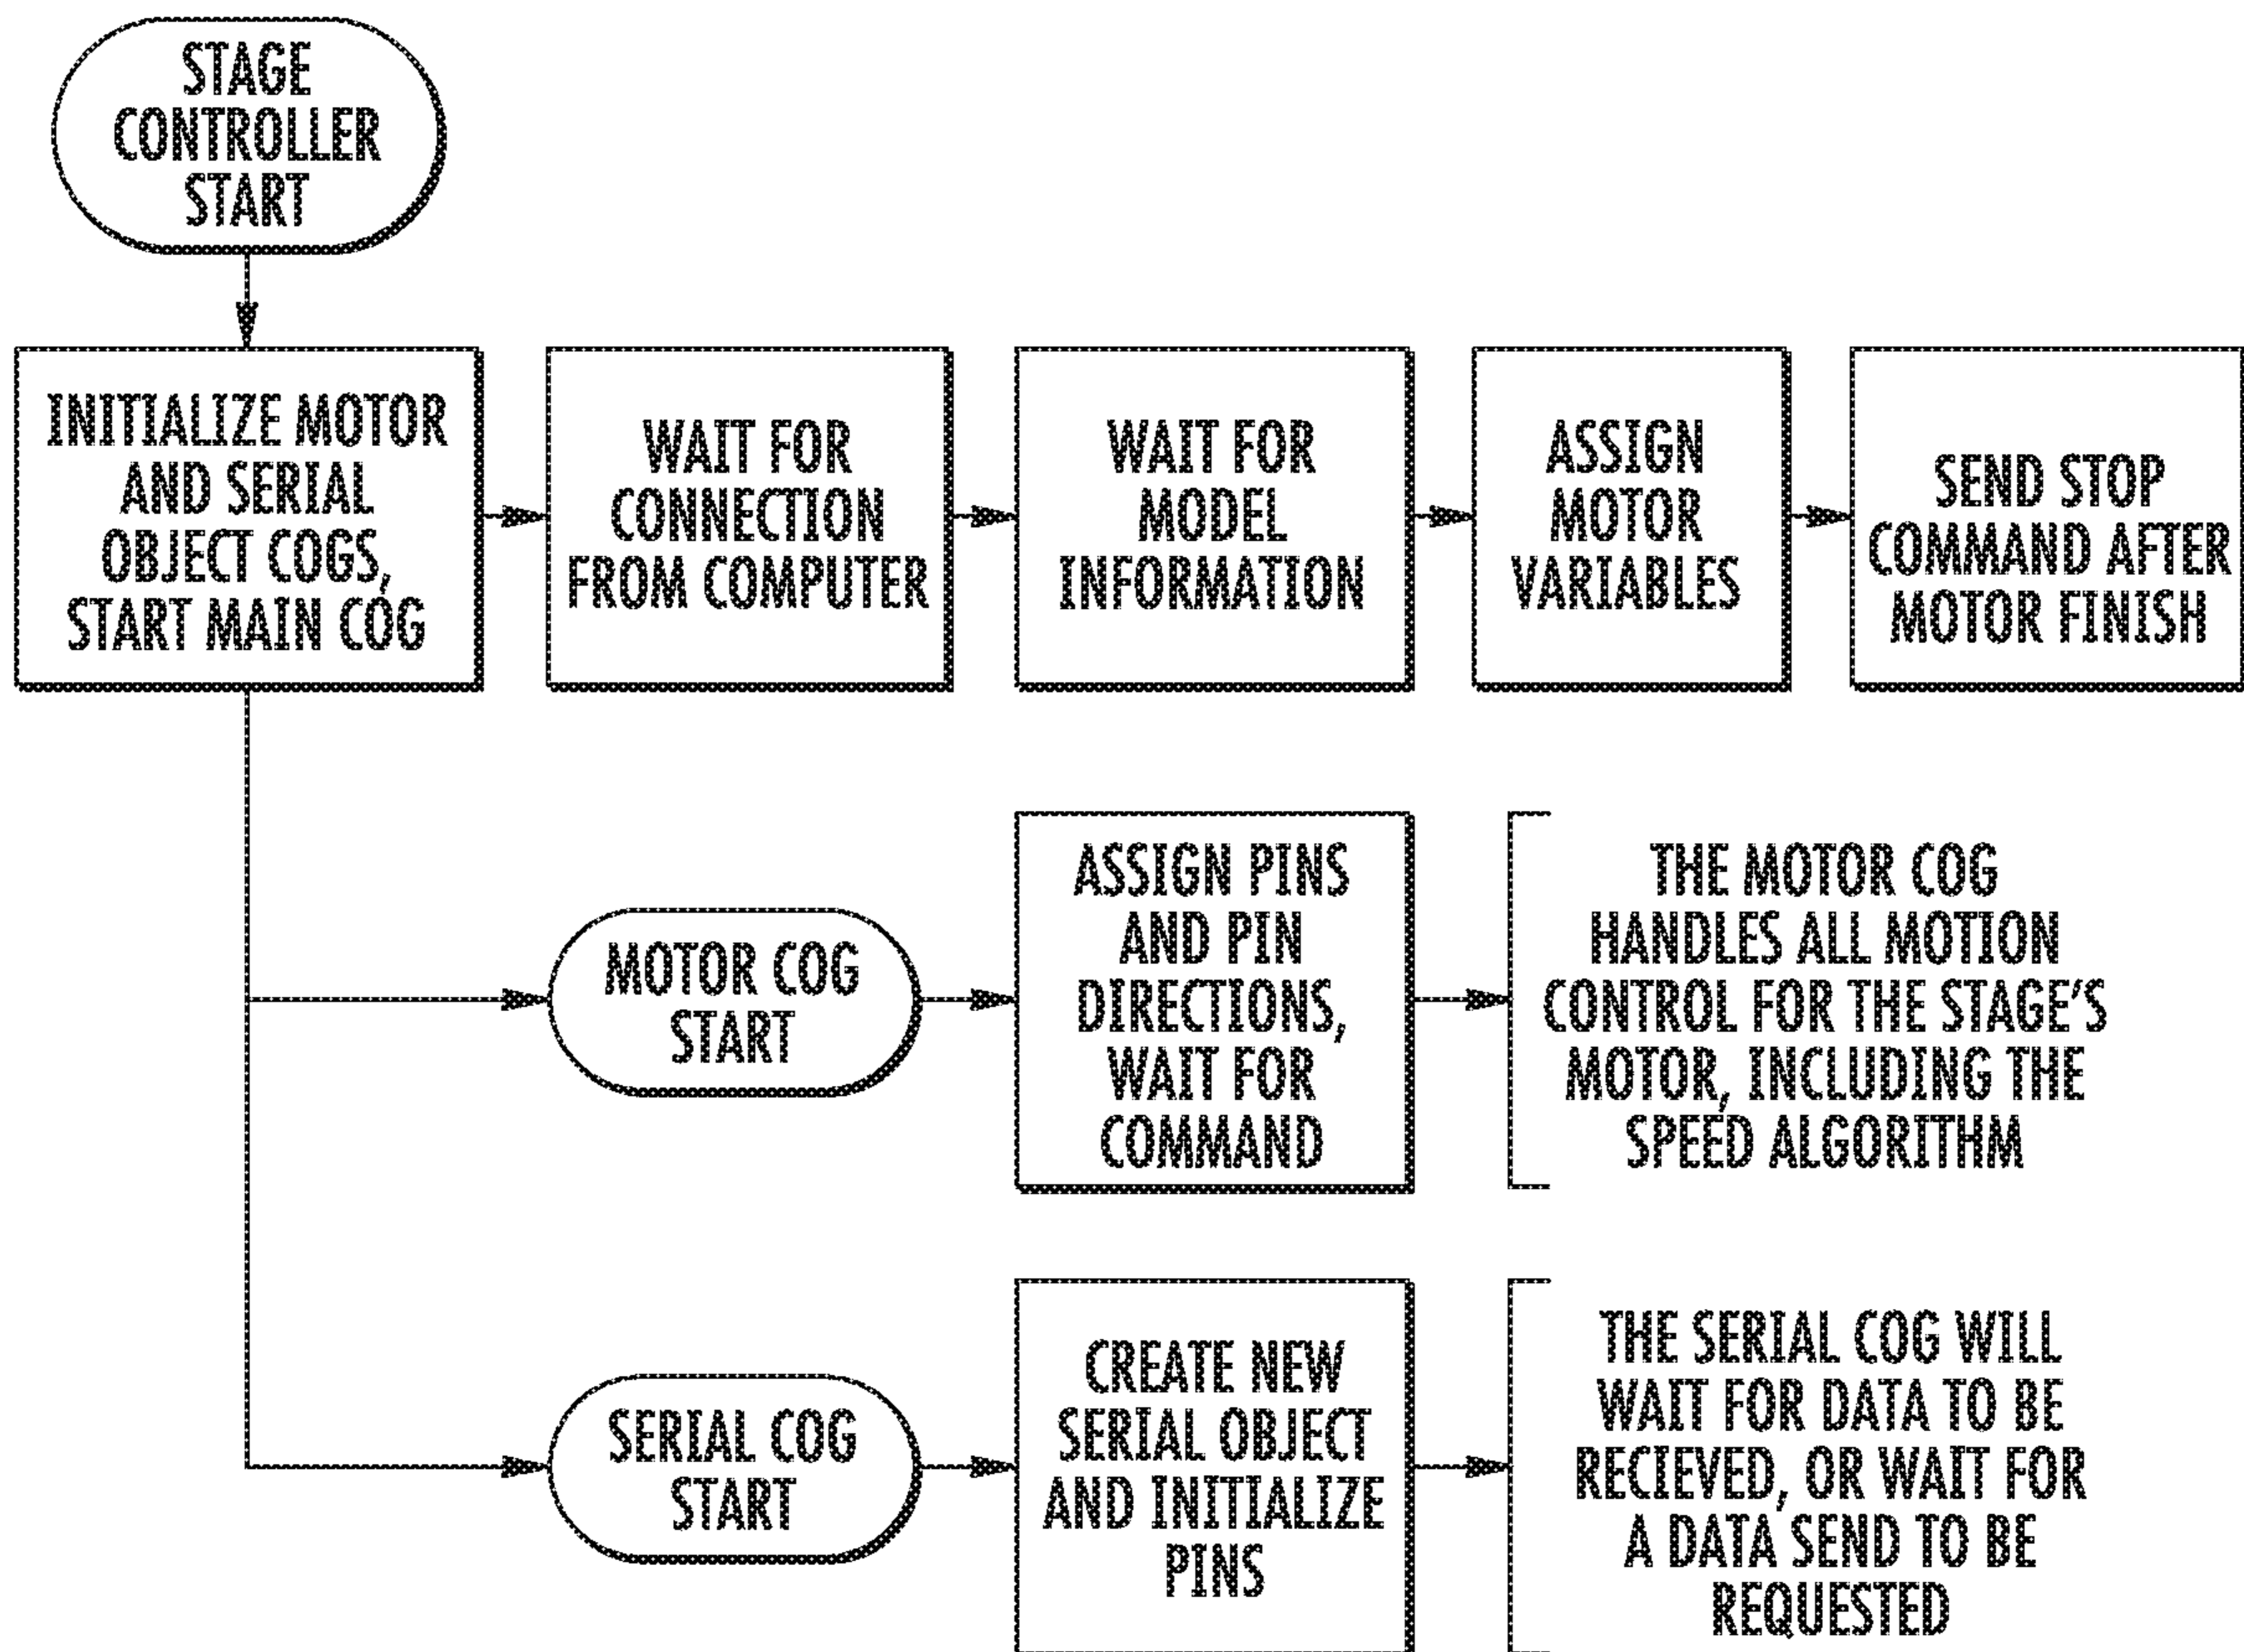 STAGE
CONTROLLER
START
INITIALIZE MOTOR
AND SERIAL
OBJECT COGS,
START MAIN COG
WAIT FOR
CONNECTION
FROM COMPUTER
WAIT FOR
MODEL
INFORMATION
ASSIGN
MOTOR
VARIABLES
SEND STOP
COMMAND AFTER
MOTOR FINISH
MOTOR COG
START
ASSIGN PINS
AND PIN
DIRECTIONS,
WAIT FOR
COMMAND
THE MOTOR COG
HANDLES ALL MOTION
CONTROL FOR THE STAGE'S
MOTOR, INCLUDING THE
SPEED ALGORITHM
SERIAL COG
START
CREATE NEW
SERIAL OBJECT
AND INITIALIZE
PINS
THE SERIAL COG WILL
WAIT FOR DATA TO BE
RECIEVED, OR WAIT FOR
A DATA SEND TO BE
REQUESTED